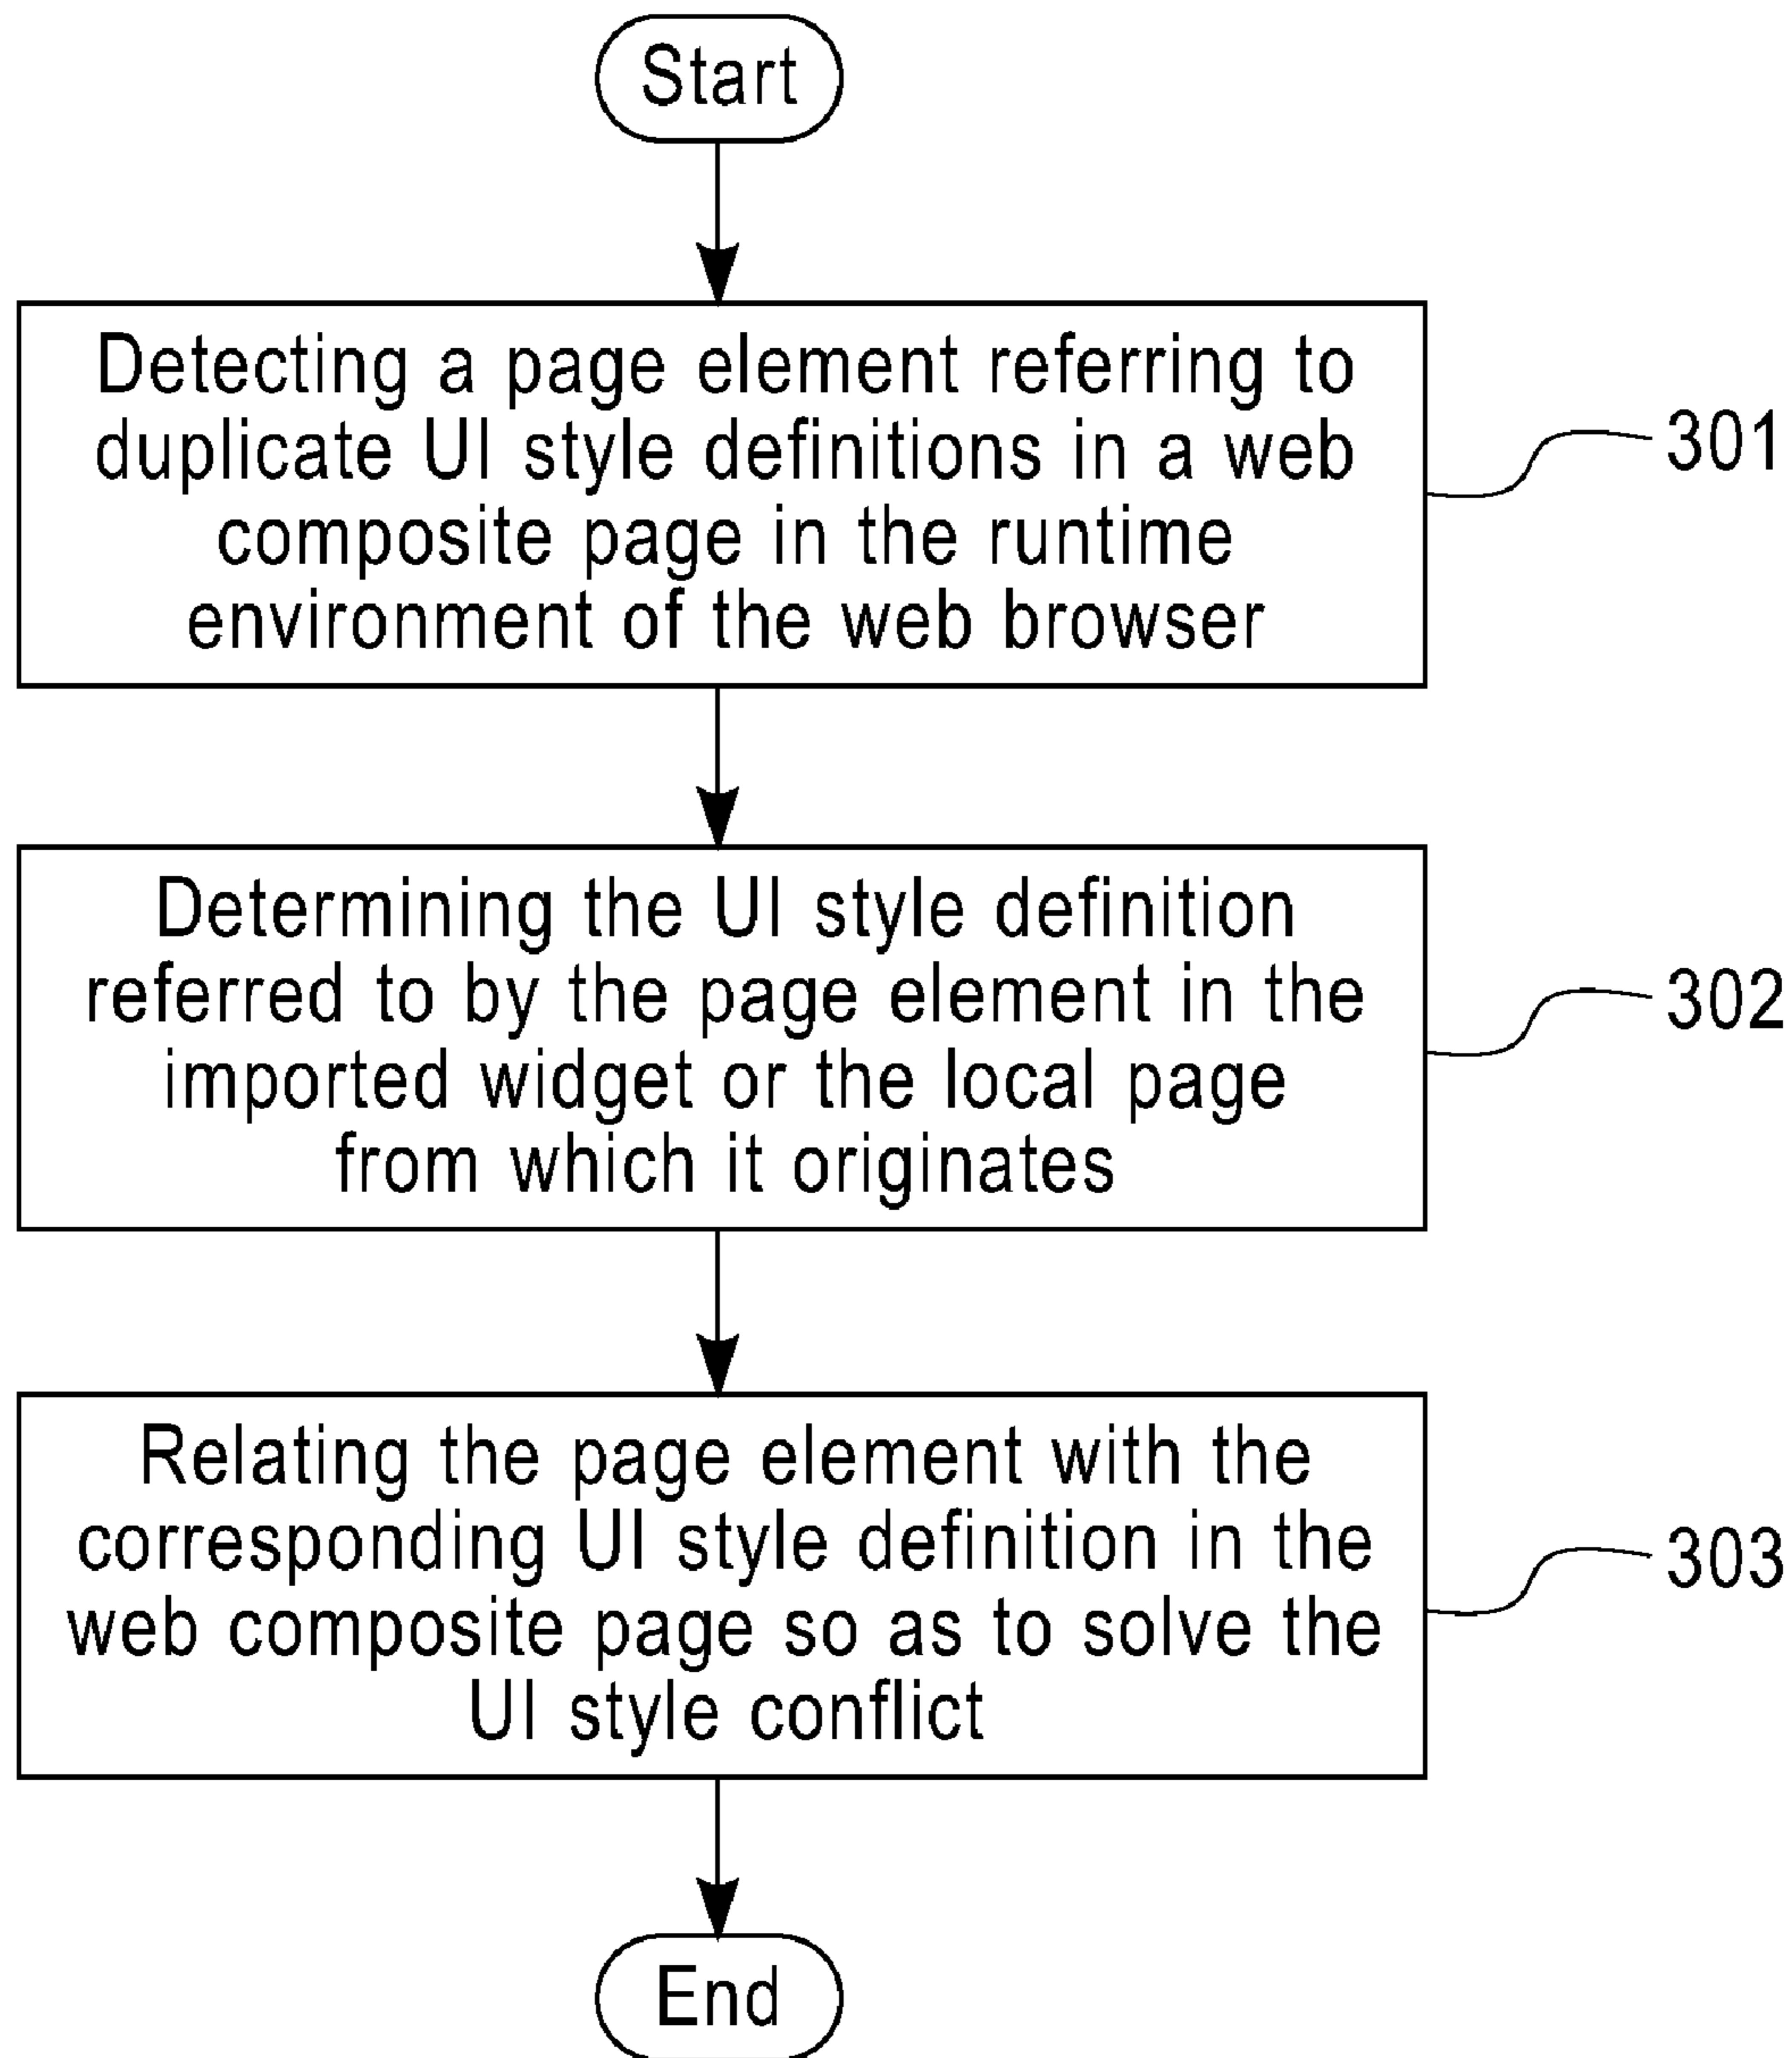 Start
Detecting a page element referring to
duplicate UI style definitions in a web
composite page in the runtime
environment of the web browser
301
Determining the UI style definition
referred to by the page element in the
imported widget or the local page
from which it originates
302
Relating the page element with the
corresponding UI style definition in the
web composite page so as to solve the
UI style conflict
303
End